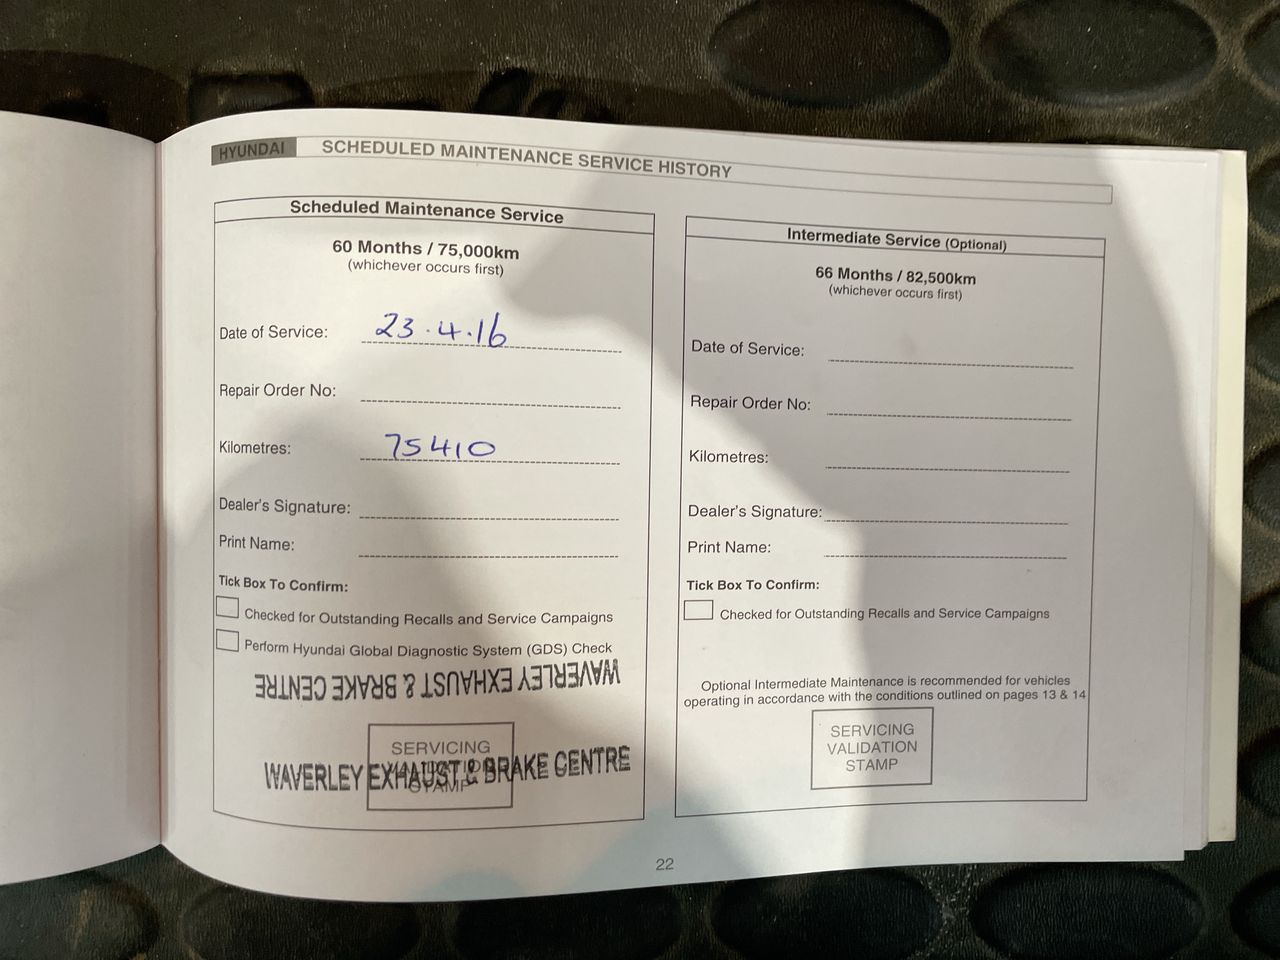 HYUNDAI SCHEDULED MAINTENANCE SERVICE HISTORY
Scheduled Maintenance Service
60 Months / 75,000km
(whichever occurs first)
Date of Service: 23.4.16
Repair Order No:
Kilometres: 75410
Dealer's Signature:
Print Name:
Tick Box To Confirm:
Checked for Outstanding Recalls and Service Campaigns
Perform Hyundai Global Diagnostic System (GDS) Check
WAVERLEY EXHAUST & BRAKE CENTRE
SERVICING
WAVERLEY EXHAUST & BRAKE CENTRE
STAMP
Intermediate Service (Optional)
66 Months / 82,500km
(whichever occurs first)
Date of Service:
Repair Order No:
Kilometres:
Dealer's Signature:
Print Name:
Tick Box To Confirm:
Checked for Outstanding Recalls and Service Campaigns
Optional Intermediate Maintenance is recommended for vehicles
operating in accordance with the conditions outlined on pages 13 & 14
SERVICING
VALIDATION
STAMP
22